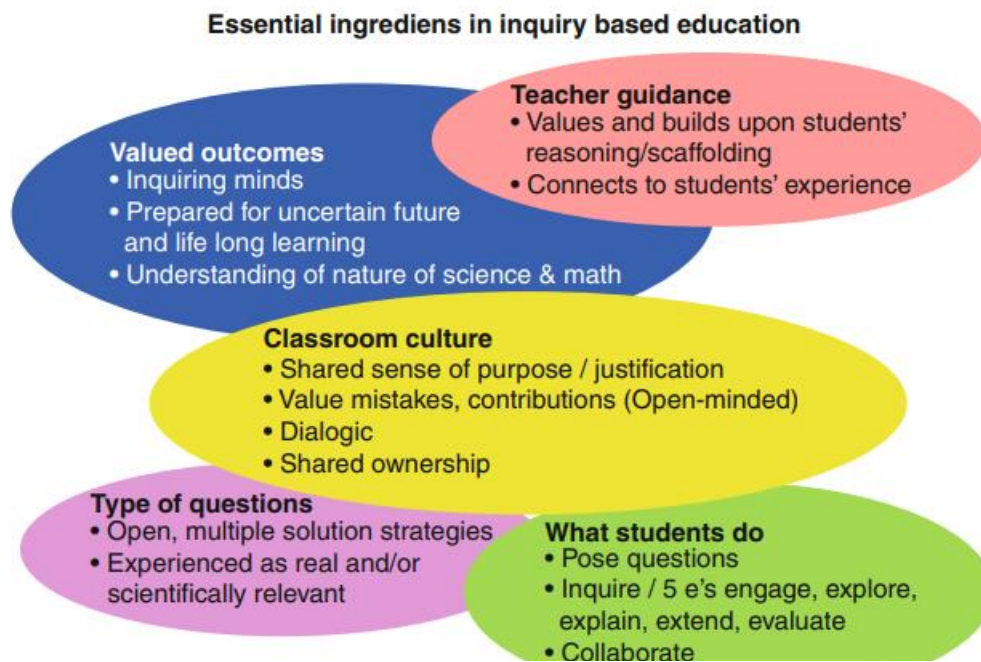 Essential ingrediens in inquiry based education
Teacher guidance
• Values and builds upon students'
reasoning/scaffolding
• Connects to students' experience
Valued outcomes
• Inquiring minds
• Prepared for uncertain future
and life long learning
• Understanding of nature of science & math
Classroom culture
• Shared sense of purpose / justification
• Value mistakes, contributions (Open-minded)
• Dialogic
• Shared ownership
Type of questions
• Open, multiple solution strategies
• Experienced as real and/or
scientifically relevant
What students do
• Pose questions
• Inquire / 5 e's engage, explore,
explain, extend, evaluate
• Collaborate